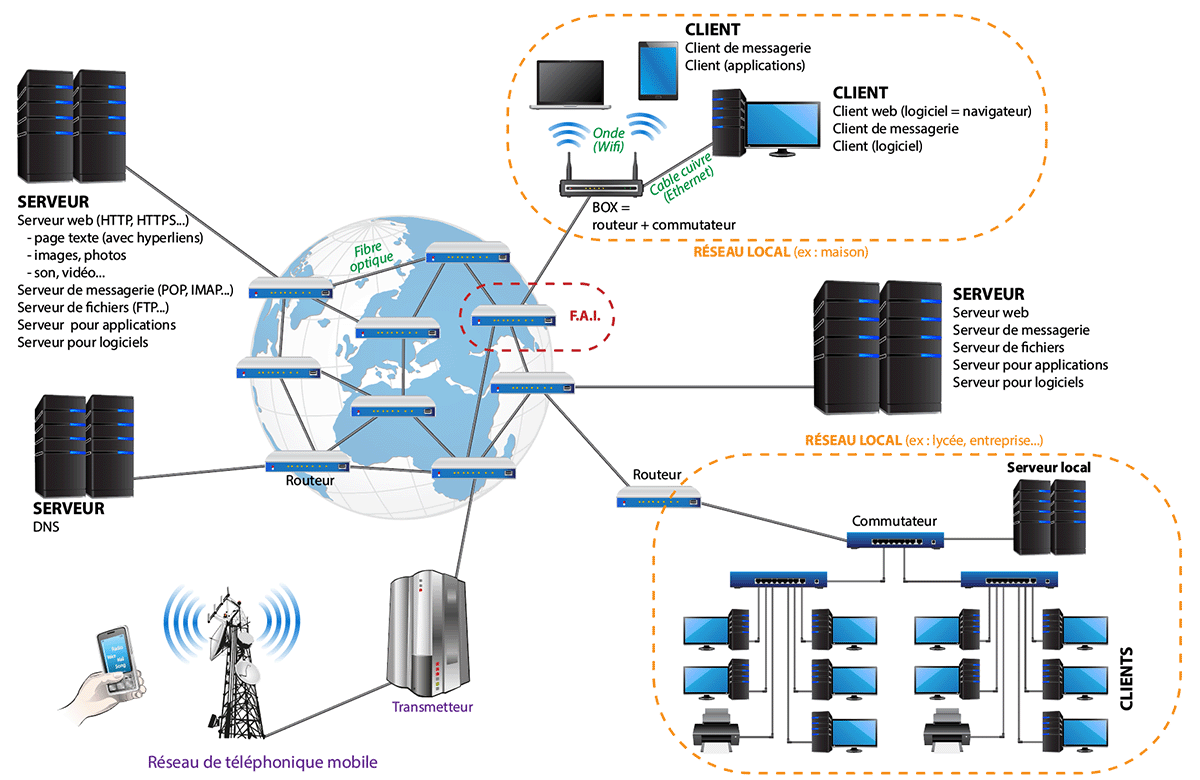 CLIENT
Client de messagerie
Client (applications)
CLIENT
Client web (logiciel = navigateur)
Client de messagerie
Client (logiciel)
Onde
(Wifi)
Cable cuivre
(Ethernet)
BOX =
routeur + commutateur
RÉSEAU LOCAL (ex : maison)
SERVEUR
Serveur web (HTTP, HTTPS...)
- page texte (avec hyperliens)
- images, photos
- son, vidéo...
Serveur de messagerie (POP, IMAP...)
Serveur de fichiers (FTP...)
Serveur pour applications
Serveur pour logiciels
Fibre
optique
F.A.I.
SERVEUR
Serveur web
Serveur de messagerie
Serveur de fichiers
Serveur pour applications
Serveur pour logiciels
SERVEUR
DNS
Routeur
RÉSEAU LOCAL (ex : lycée, entreprise...)
Routeur
Serveur local
Commutateur
CLIENTS
Radio
Hai
Song
Transmetteur
Réseau de téléphonique mobile